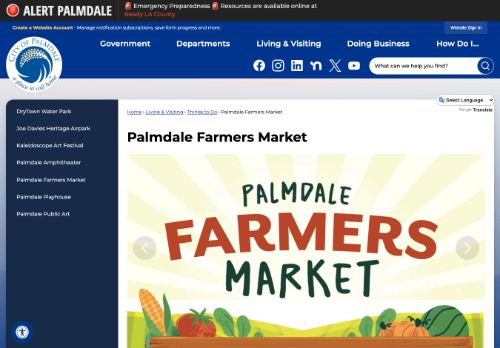 ALERT PALMDALE
🚨 Emergency Preparedness 🚨 Resources are available online at
Ready LA County.
Create a Website Account - Manage notification subscriptions, save form progress and more.
Website Sign In
CITY OF PALMDALE
a place to call home
Government
Departments
Living & Visiting
Doing Business
How Do I...
What can we help you find?
Select Language
Google Translate
DryTown Water Park
Joe Davies Heritage Airpark
Kaleidoscope Art Festival
Palmdale Amphitheater
Palmdale Farmers Market
Palmdale Playhouse
Palmdale Public Art
Home › Living & Visiting › Things to Do › Palmdale Farmers Market
Palmdale Farmers Market
PALMDALE
FARMERS
MARKET